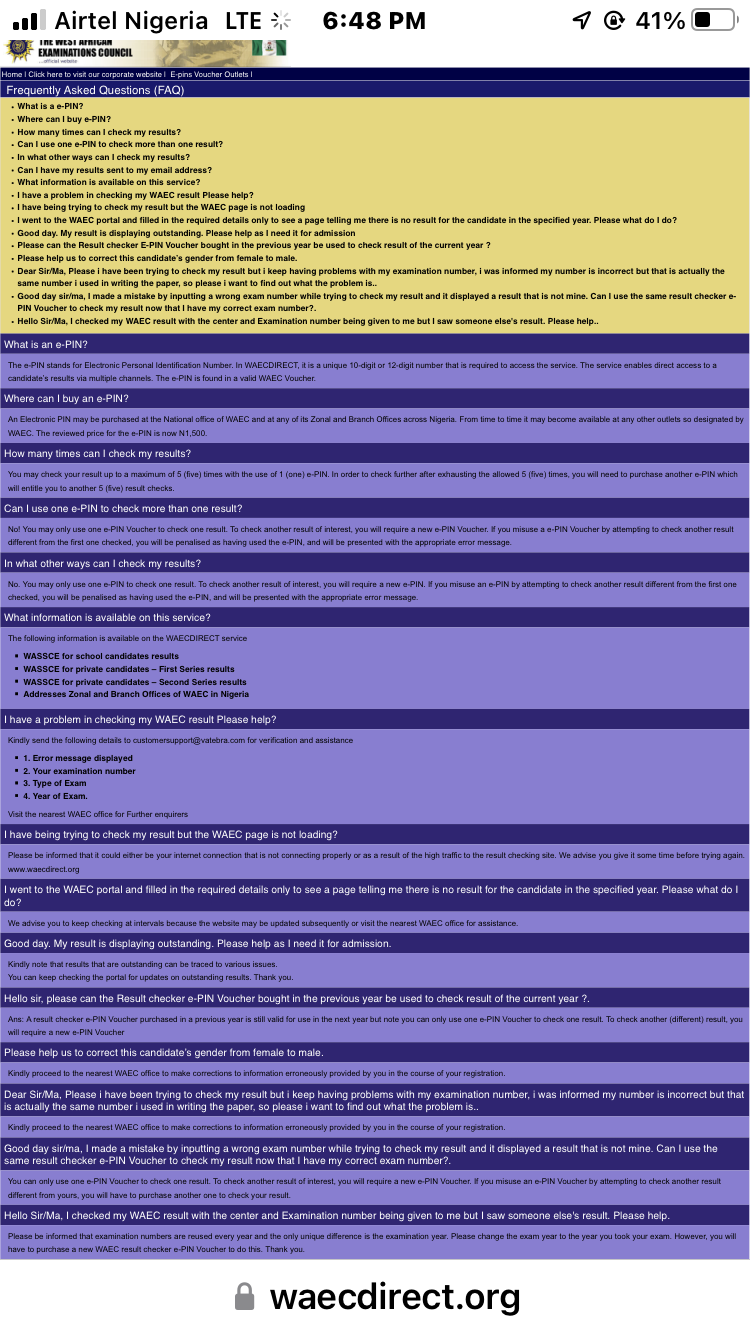 Airtel Nigeria LTE 6:48 PM 41%
THE WEST AFRICAN
EXAMINATIONS COUNCIL
...official website
Home | Click here to visit our corporate website | E-pins Voucher Outlets |
Frequently Asked Questions (FAQ)
• What is a e-PIN?
• Where can I buy e-PIN?
• How many times can I check my results?
• Can I use one e-PIN to check more than one result?
• In what other ways can I check my results?
• Can I have my results sent to my email address?
• What information is available on this service?
• I have a problem in checking my WAEC result Please help?
• I have being trying to check my result but the WAEC page is not loading
• I went to the WAEC portal and filled in the required details only to see a page telling me there is no result for the candidate in the specified year. Please what do I do?
• Good day. My result is displaying outstanding. Please help as I need it for admission
• Please can the Result checker E-PIN Voucher bought in the previous year be used to check result of the current year ?
• Please help us to correct this candidate's gender from female to male.
• Dear Sir/Ma, Please i have been trying to check my result but i keep having problems with my examination number, i was informed my number is incorrect but that is actually the
same number i used in writing the paper, so please i want to find out what the problem is..
• Good day sir/ma, I made a mistake by inputting a wrong exam number while trying to check my result and it displayed a result that is not mine. Can I use the same result checker e-
PIN Voucher to check my result now that I have my correct exam number?.
• Hello Sir/Ma, I checked my WAEC result with the center and Examination number being given to me but I saw someone else's result. Please help..
What is an e-PIN?
The e-PIN stands for Electronic Personal Identification Number. In WAECDIRECT, it is a unique 10-digit or 12-digit number that is required to access the service. The service enables direct access to a
candidate's results via multiple channels. The e-PIN is found in a valid WAEC Voucher.
Where can I buy an e-PIN?
An Electronic PIN may be purchased at the National office of WAEC and at any of its Zonal and Branch Offices across Nigeria. From time to time it may become available at any other outlets so designated by
WAEC. The reviewed price for the e-PIN is now N1,500.
How many times can I check my results?
You may check your result up to a maximum of 5 (five) times with the use of 1 (one) e-PIN. In order to check further after exhausting the allowed 5 (five) times, you will need to purchase another e-PIN which
will entitle you to another 5 (five) result checks.
Can I use one e-PIN to check more than one result?
No! You may only use one e-PIN Voucher to check one result. To check another result of interest, you will require a new e-PIN Voucher. If you misuse a e-PIN Voucher by attempting to check another result
different from the first one checked, you will be penalised as having used the e-PIN, and will be presented with the appropriate error message.
In what other ways can I check my results?
No. You may only use one e-PIN to check one result. To check another result of interest, you will require a new e-PIN. If you misuse an e-PIN by attempting to check another result different from the first one
checked, you will be penalised as having used the e-PIN, and will be presented with the appropriate error message.
What information is available on this service?
The following information is available on the WAECDIRECT service
▪ WASSCE for school candidates results
▪ WASSCE for private candidates – First Series results
▪ WASSCE for private candidates – Second Series results
▪ Addresses Zonal and Branch Offices of WAEC in Nigeria
I have a problem in checking my WAEC result Please help?
Kindly send the following details to customersupport@vatebra.com for verification and assistance
▪ 1. Error message displayed
▪ 2. Your examination number
▪ 3. Type of Exam
▪ 4. Year of Exam.
Visit the nearest WAEC office for Further enquirers
I have being trying to check my result but the WAEC page is not loading?
Please be informed that it could either be your internet connection that is not connecting properly or as a result of the high traffic to the result checking site. We advise you give it some time before trying again.
www.waecdirect.org
I went to the WAEC portal and filled in the required details only to see a page telling me there is no result for the candidate in the specified year. Please what do I
do?
We advise you to keep checking at intervals because the website may be updated subsequently or visit the nearest WAEC office for assistance.
Good day. My result is displaying outstanding. Please help as I need it for admission.
Kindly note that results that are outstanding can be traced to various issues.
You can keep checking the portal for updates on outstanding results. Thank you.
Hello sir, please can the Result checker e-PIN Voucher bought in the previous year be used to check result of the current year ?.
Ans: A result checker e-PIN Voucher purchased in a previous year is still valid for use in the next year but note you can only use one e-PIN Voucher to check one result. To check another (different) result, you
will require a new e-PIN Voucher
Please help us to correct this candidate's gender from female to male.
Kindly proceed to the nearest WAEC office to make corrections to information erroneously provided by you in the course of your registration.
Dear Sir/Ma, Please i have been trying to check my result but i keep having problems with my examination number, i was informed my number is incorrect but that
is actually the same number i used in writing the paper, so please i want to find out what the problem is..
Kindly proceed to the nearest WAEC office to make corrections to information erroneously provided by you in the course of your registration.
Good day sir/ma, I made a mistake by inputting a wrong exam number while trying to check my result and it displayed a result that is not mine. Can I use the
same result checker e-PIN Voucher to check my result now that I have my correct exam number?.
You can only use one e-PIN Voucher to check one result. To check another result of interest, you will require a new e-PIN Voucher. If you misuse an e-PIN Voucher by attempting to check another result
different from yours, you will have to purchase another one to check your result.
Hello Sir/Ma, I checked my WAEC result with the center and Examination number being given to me but I saw someone else's result. Please help.
Please be informed that examination numbers are reused every year and the only unique difference is the examination year. Please change the exam year to the year you took your exam. However, you will
have to purchase a new WAEC result checker e-PIN Voucher to do this. Thank you.
waecdirect.org